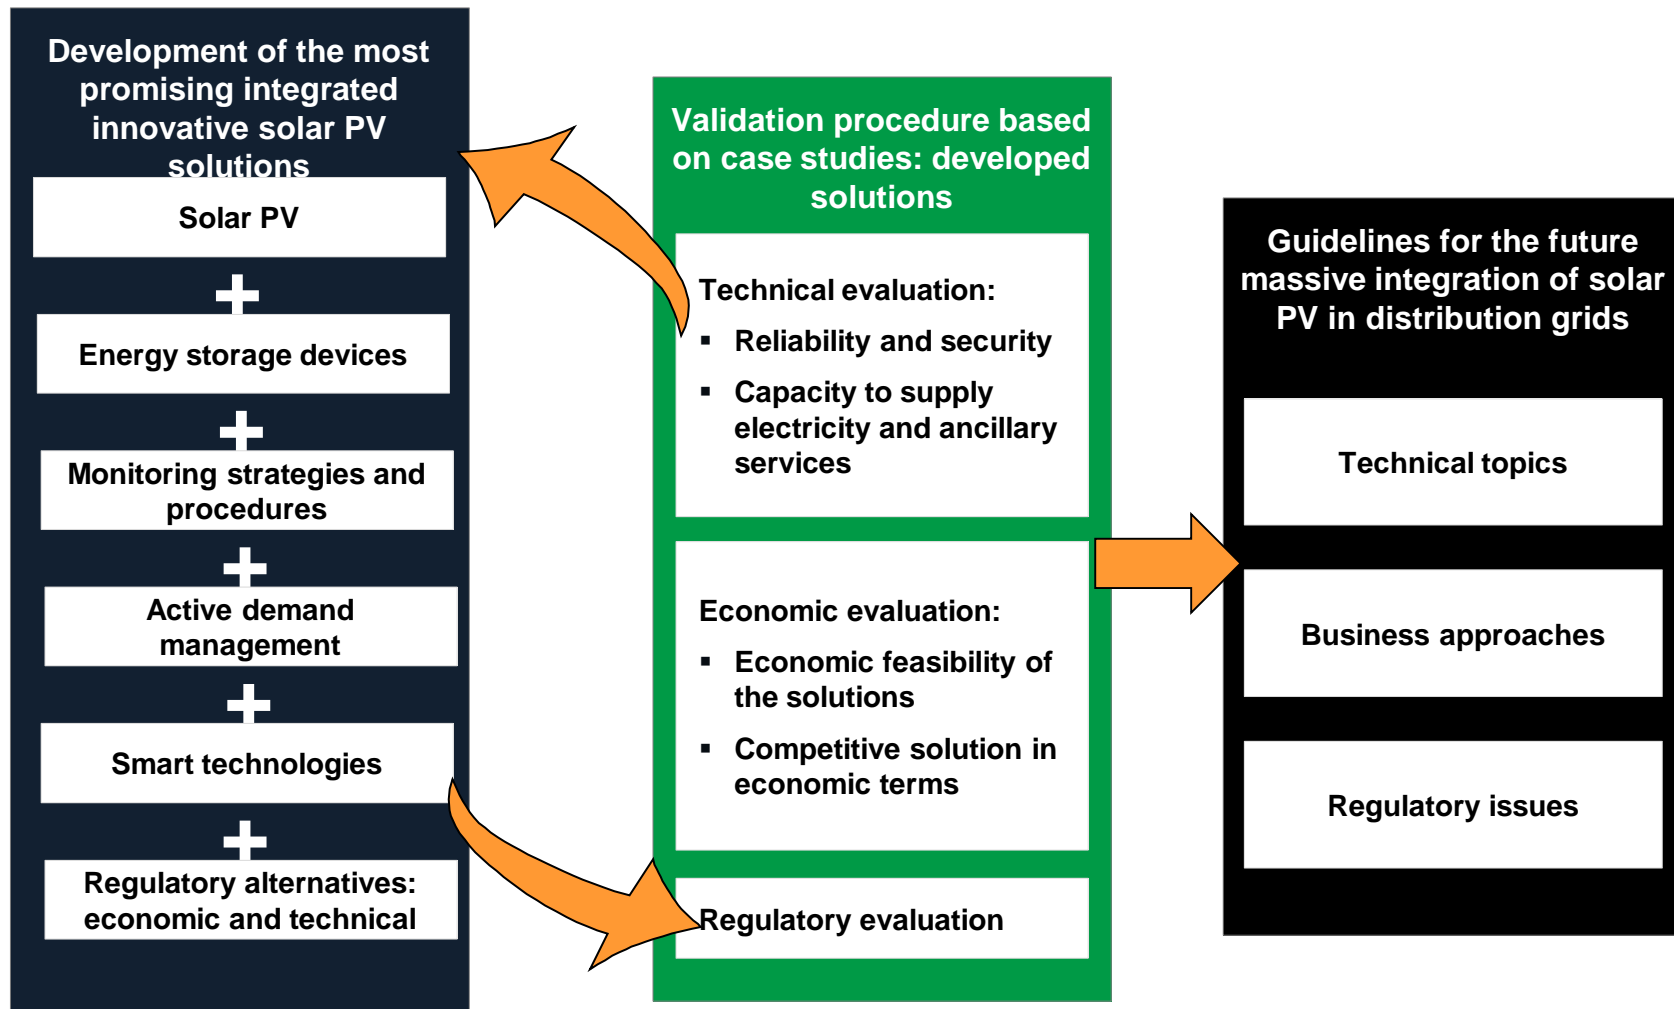 Development of the most
promising integrated
innovative solar PV
solutions
Solar PV
Energy storage devices
Monitoring strategies and
procedures
Active demand
management
Smart technologies
Regulatory alternatives:
economic and technical
Validation procedure based
on case studies: developed
solutions
Technical evaluation:
▪ Reliability and security
▪ Capacity to supply
electricity and ancillary
services
Economic evaluation:
▪ Economic feasibility of
the solutions
▪ Competitive solution in
economic terms
Regulatory evaluation
Guidelines for the future
massive integration of solar
PV in distribution grids
Technical topics
Business approaches
Regulatory issues